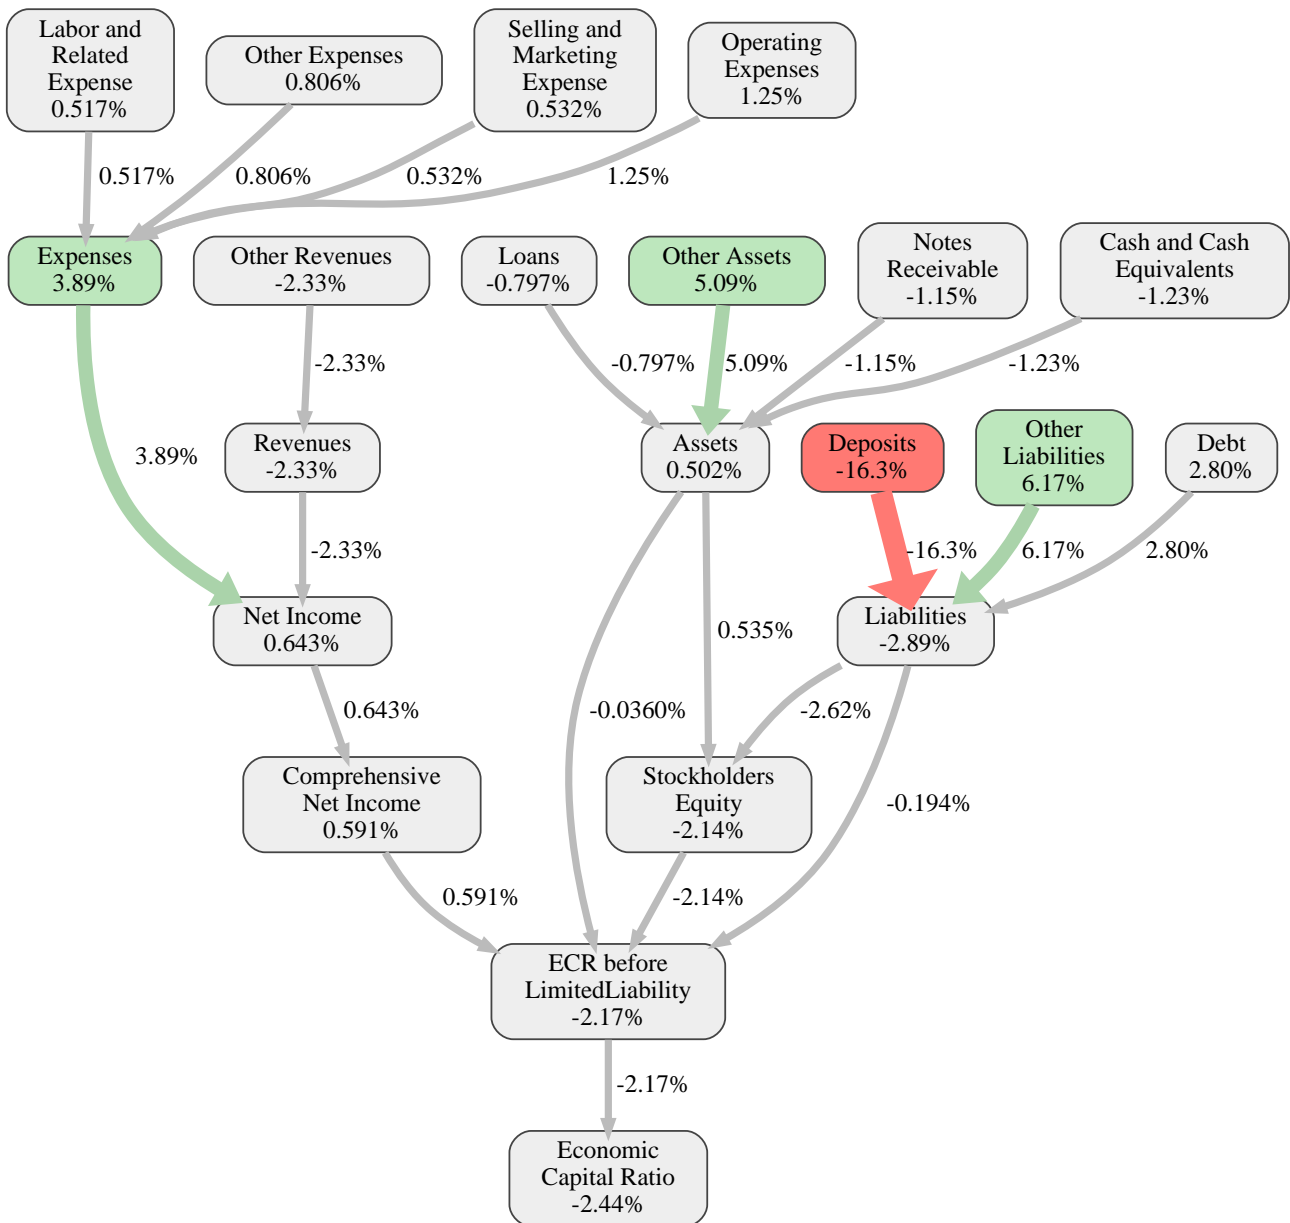 Labor and
Related
Expense
0.517%
Other Expenses
0.806%
Selling and
Marketing
Expense
0.532%
Operating
Expenses
1.25%
0.517%
0.806%
0.532%
1.25%
Expenses
3.89%
Other Revenues
-2.33%
Loans
-0.797%
Other Assets
5.09%
Notes
Receivable
-1.15%
Cash and Cash
Equivalents
-1.23%
-2.33%
-0.797%
5.09%
-1.15%
-1.23%
3.89%
Revenues
-2.33%
Assets
0.502%
Deposits
-16.3%
Other
Liabilities
6.17%
Debt
2.80%
-2.33%
-16.3%
6.17%
2.80%
Net Income
0.643%
0.535%
Liabilities
-2.89%
0.643%
-0.0360%
-2.62%
Comprehensive
Net Income
0.591%
Stockholders
Equity
-2.14%
-0.194%
0.591%
-2.14%
ECR before
LimitedLiability
-2.17%
-2.17%
Economic
Capital Ratio
-2.44%